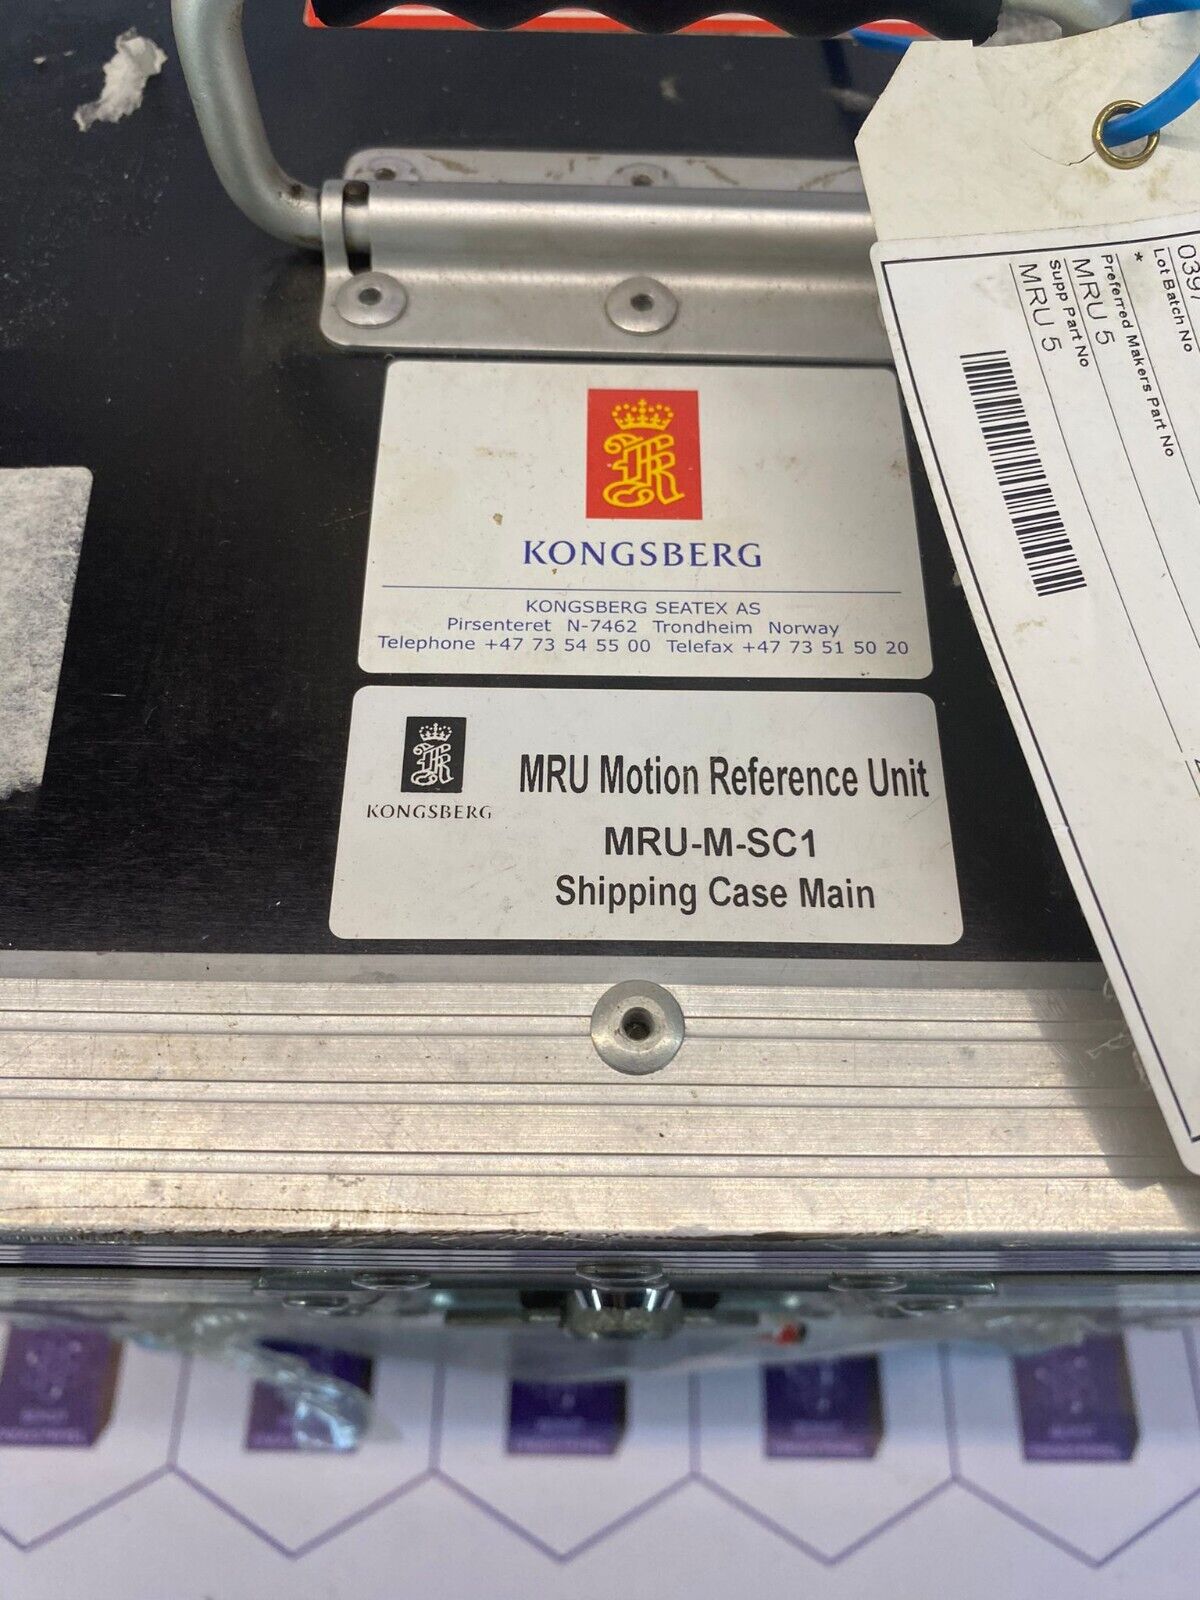 KONGSBERG
KONGSBERG SEATEX AS
Pirsenteret N-7462 Trondheim Norway
Telephone +47 73 54 55 00 Telefax +47 73 51 50 20
KONGSBERG
MRU Motion Reference Unit
MRU-M-SC1
Shipping Case Main
0397
Lot Batch No
*
Preferred Makers Part No
MRU 5
Supp Part No
MRU 5